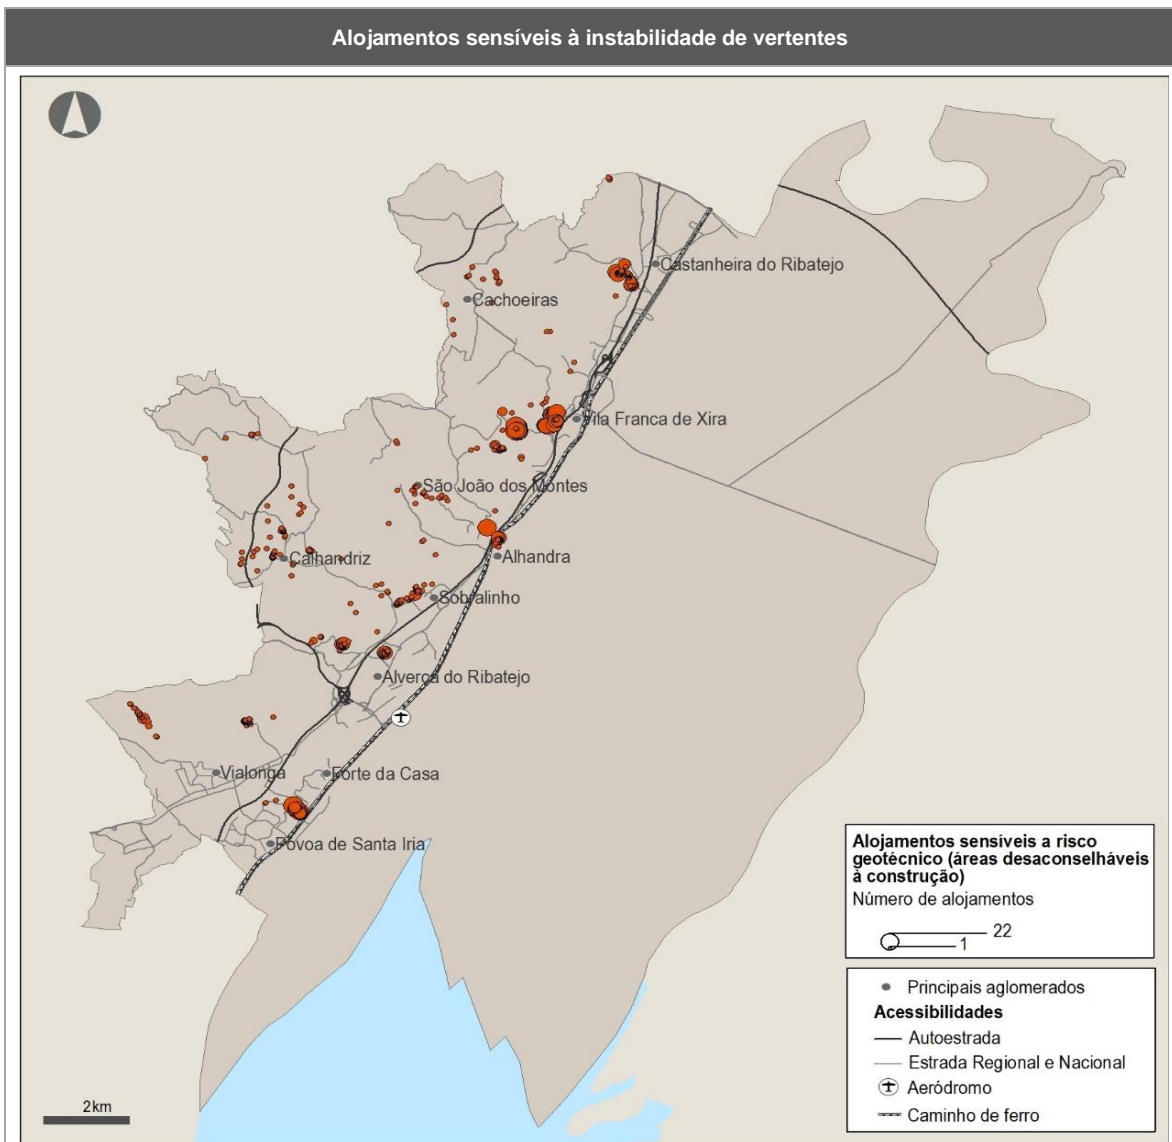 Alojamentos sensíveis à instabilidade de vertentes
Castanheira do Ribatejo
Cachoeiras
Vila Franca de Xira
São João dos Montes
Alhandra
Calhandriz
Sobralinho
Alverca do Ribatejo
Vialonga
Forte da Casa
Póvoa de Santa Iria
Alojamentos sensíveis a risco
geotécnico (áreas desaconselháveis
à construção)
Número de alojamentos
22
1
Principais aglomerados
Acessibilidades
Autoestrada
Estrada Regional e Nacional
Aeródromo
Caminho de ferro
2km